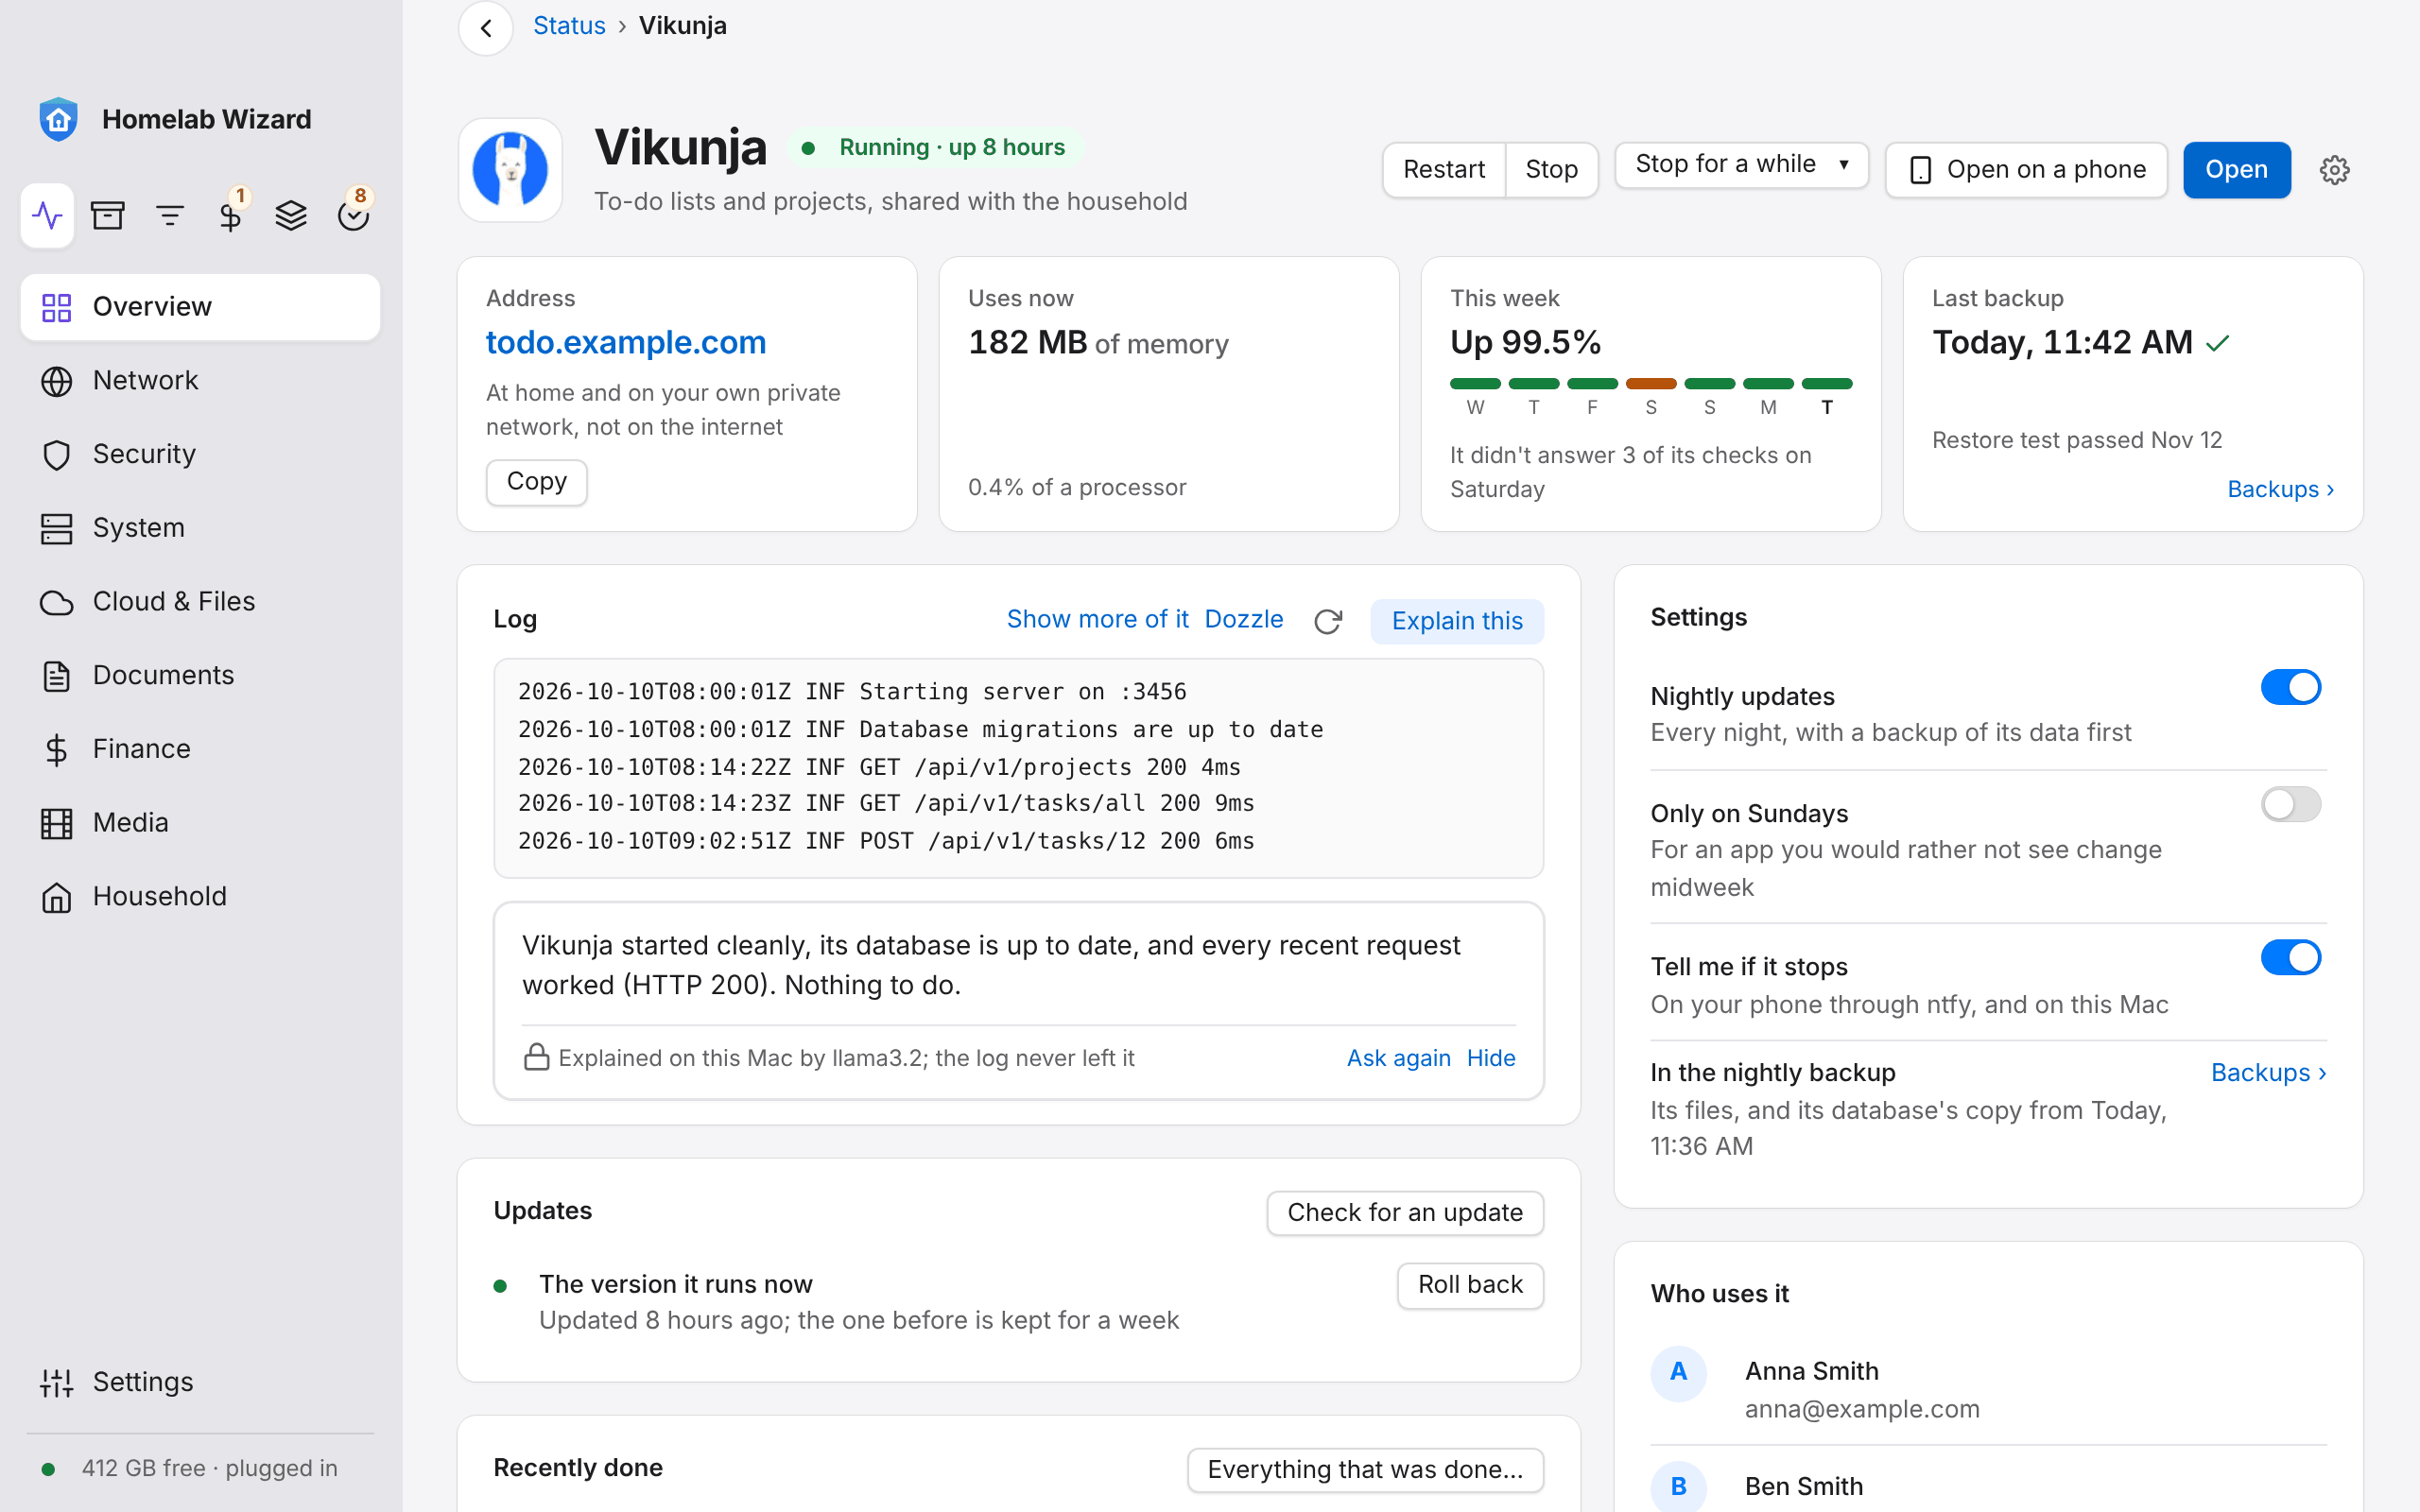 Status › Vikunja
Homelab Wizard
1
8
Overview
Network
Security
System
Cloud & Files
Documents
Finance
Media
Household
Settings
412 GB free · plugged in
Vikunja
Running · up 8 hours
To-do lists and projects, shared with the household
Restart
Stop
Stop for a while
Open on a phone
Open
Address
todo.example.com
At home and on your own private
network, not on the internet
Copy
Uses now
182 MB of memory
0.4% of a processor
This week
Up 99.5%
W T F S S M T
It didn't answer 3 of its checks on
Saturday
Last backup
Today, 11:42 AM
Restore test passed Nov 12
Backups ›
Log
Show more of it
Dozzle
Explain this
2026-10-10T08:00:01Z INF Starting server on :3456
2026-10-10T08:00:01Z INF Database migrations are up to date
2026-10-10T08:14:22Z INF GET /api/v1/projects 200 4ms
2026-10-10T08:14:23Z INF GET /api/v1/tasks/all 200 9ms
2026-10-10T09:02:51Z INF POST /api/v1/tasks/12 200 6ms
Vikunja started cleanly, its database is up to date, and every recent request
worked (HTTP 200). Nothing to do.
Explained on this Mac by llama3.2; the log never left it
Ask again
Hide
Updates
Check for an update
The version it runs now
Updated 8 hours ago; the one before is kept for a week
Roll back
Recently done
Everything that was done...
Settings
Nightly updates
Every night, with a backup of its data first
Only on Sundays
For an app you would rather not see change
midweek
Tell me if it stops
On your phone through ntfy, and on this Mac
In the nightly backup
Backups ›
Its files, and its database's copy from Today,
11:36 AM
Who uses it
A
Anna Smith
anna@example.com
B
Ben Smith